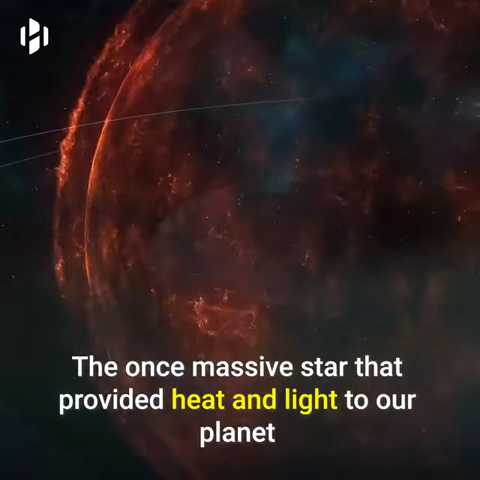 The once massive star that
provided heat and light to our
planet